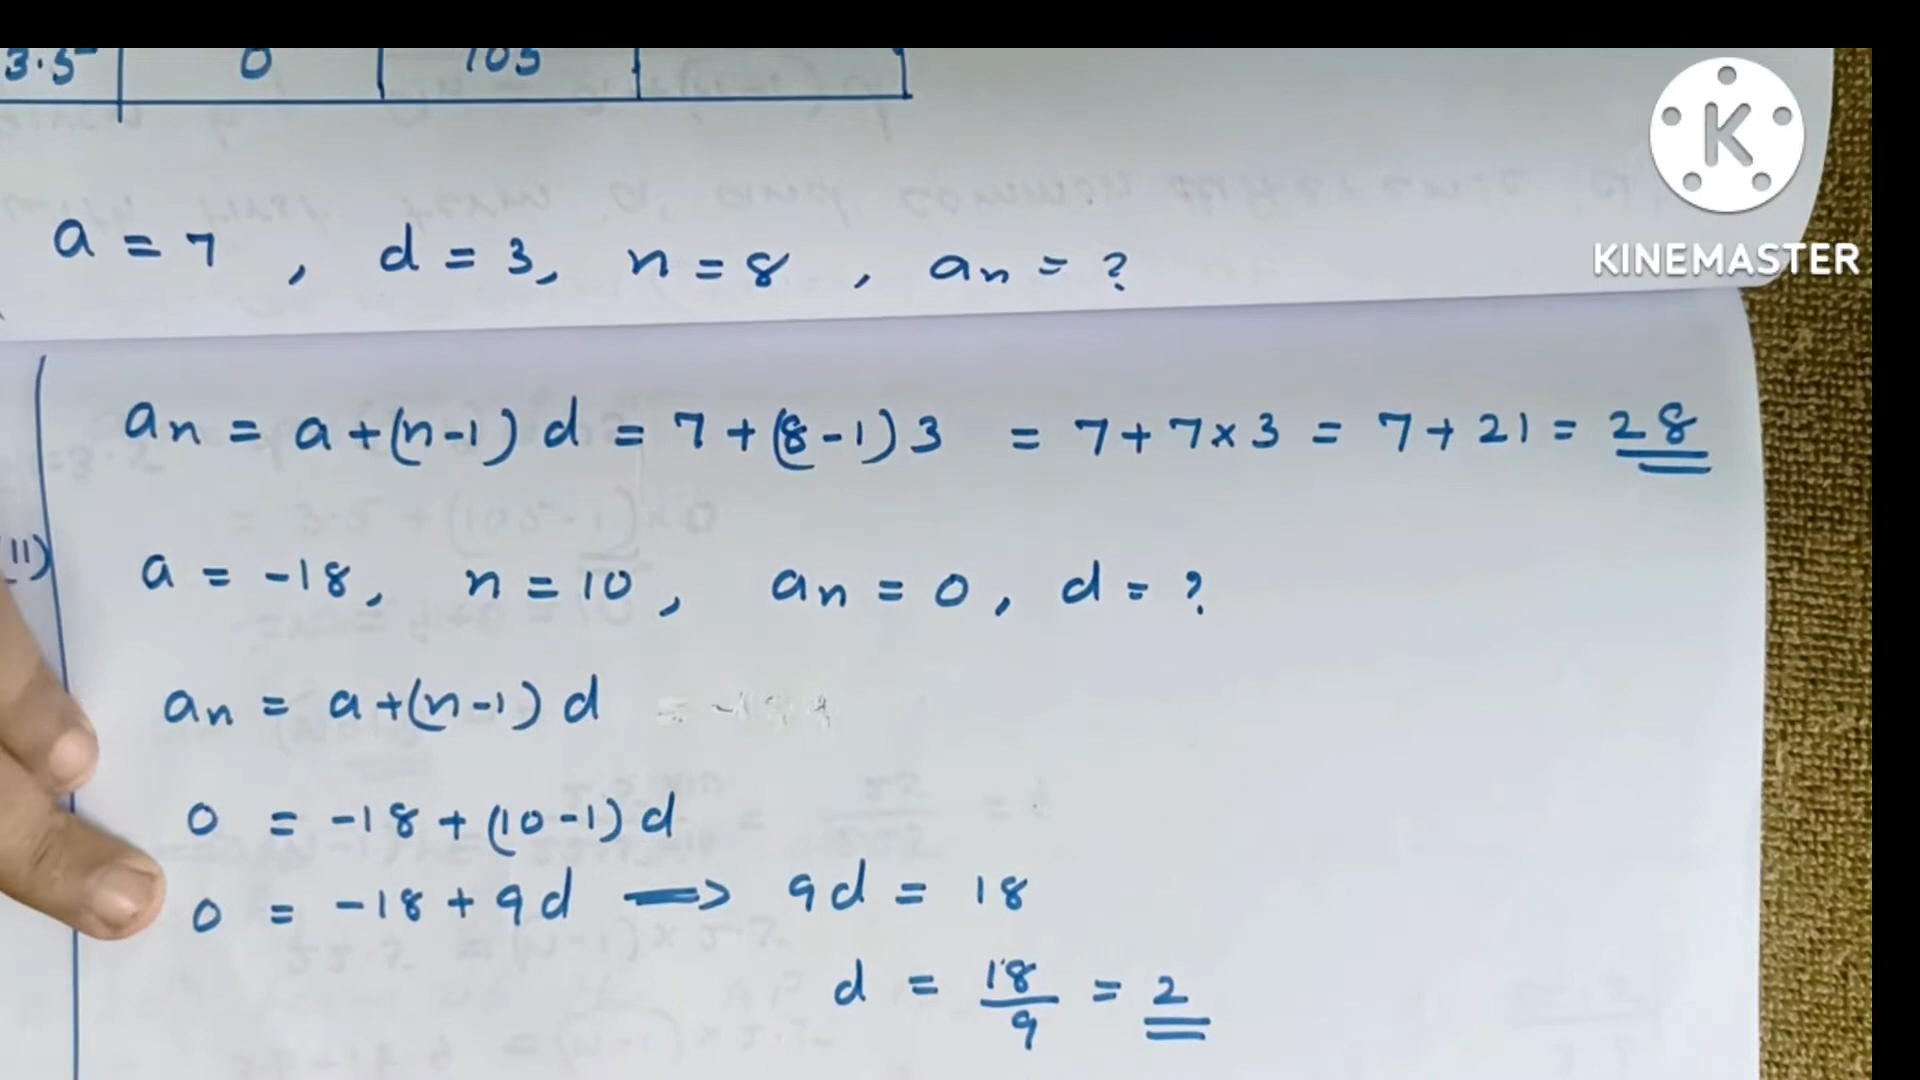 3.5 0 105
K
KINEMASTER
a = 7 , d = 3, n = 8 , an = ?
an = a + (n-1) d = 7 + (8-1) 3 = 7 + 7 x 3 = 7 + 21 = 28
11) a = -18, n = 10 , an = 0 , d = ?
an = a + (n-1) d
0 = -18 + (10-1) d
0 = -18 + 9d => 9d = 18
d = 18/9 = 2